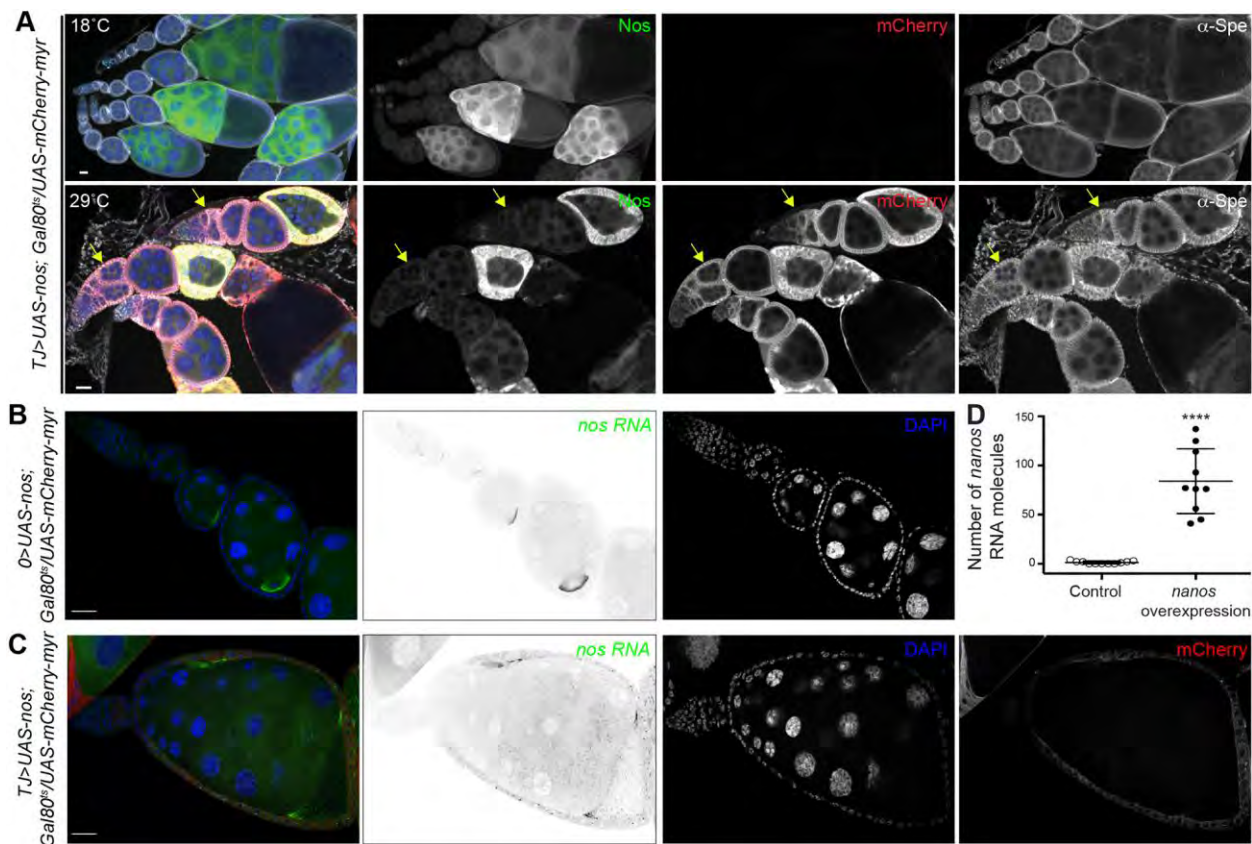 A
TJ>UAS-nos; Gal80ts/UAS-mCherry-myr
18˚C
Nos
mCherry
α-Spe
29˚C
Nos
mCherry
α-Spe
B
0>UAS-nos;
Gal80ts/UAS-mCherry-myr
nos RNA
DAPI
D
Number of nanos
RNA molecules
150
100
50
0
****
Control
nanos
overexpression
C
TJ>UAS-nos;
Gal80ts/UAS-mCherry-myr
nos RNA
DAPI
mCherry